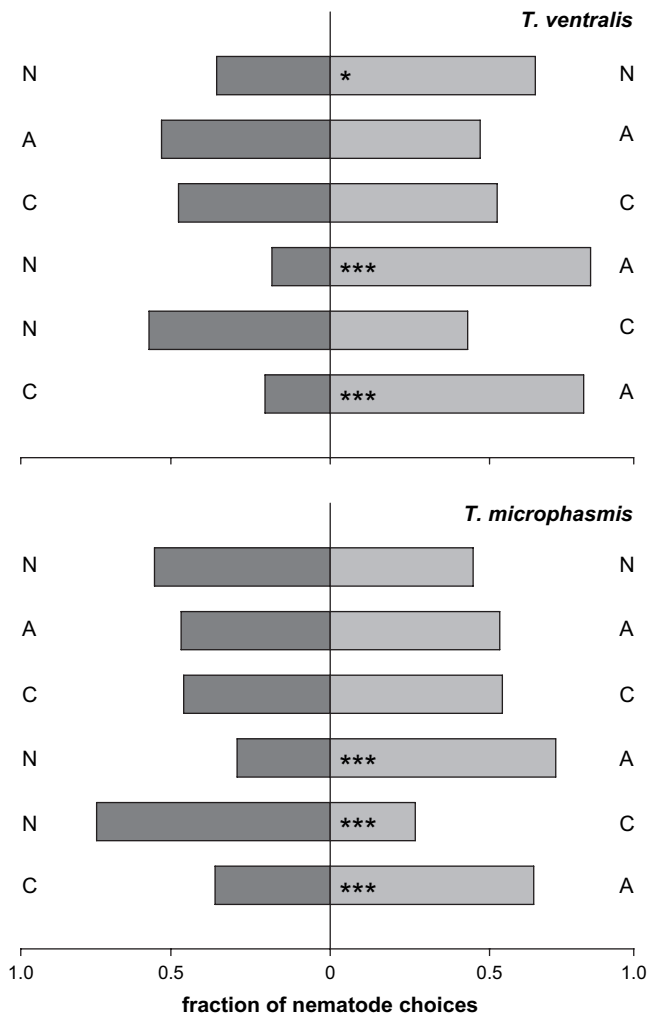 T. ventralis
N * N
A A
C C
N *** A
N C
C *** A
T. microphasmis
N N
A A
C C
N *** A
N *** C
C *** A
1.0 0.5 0 0.5 1.0
fraction of nematode choices